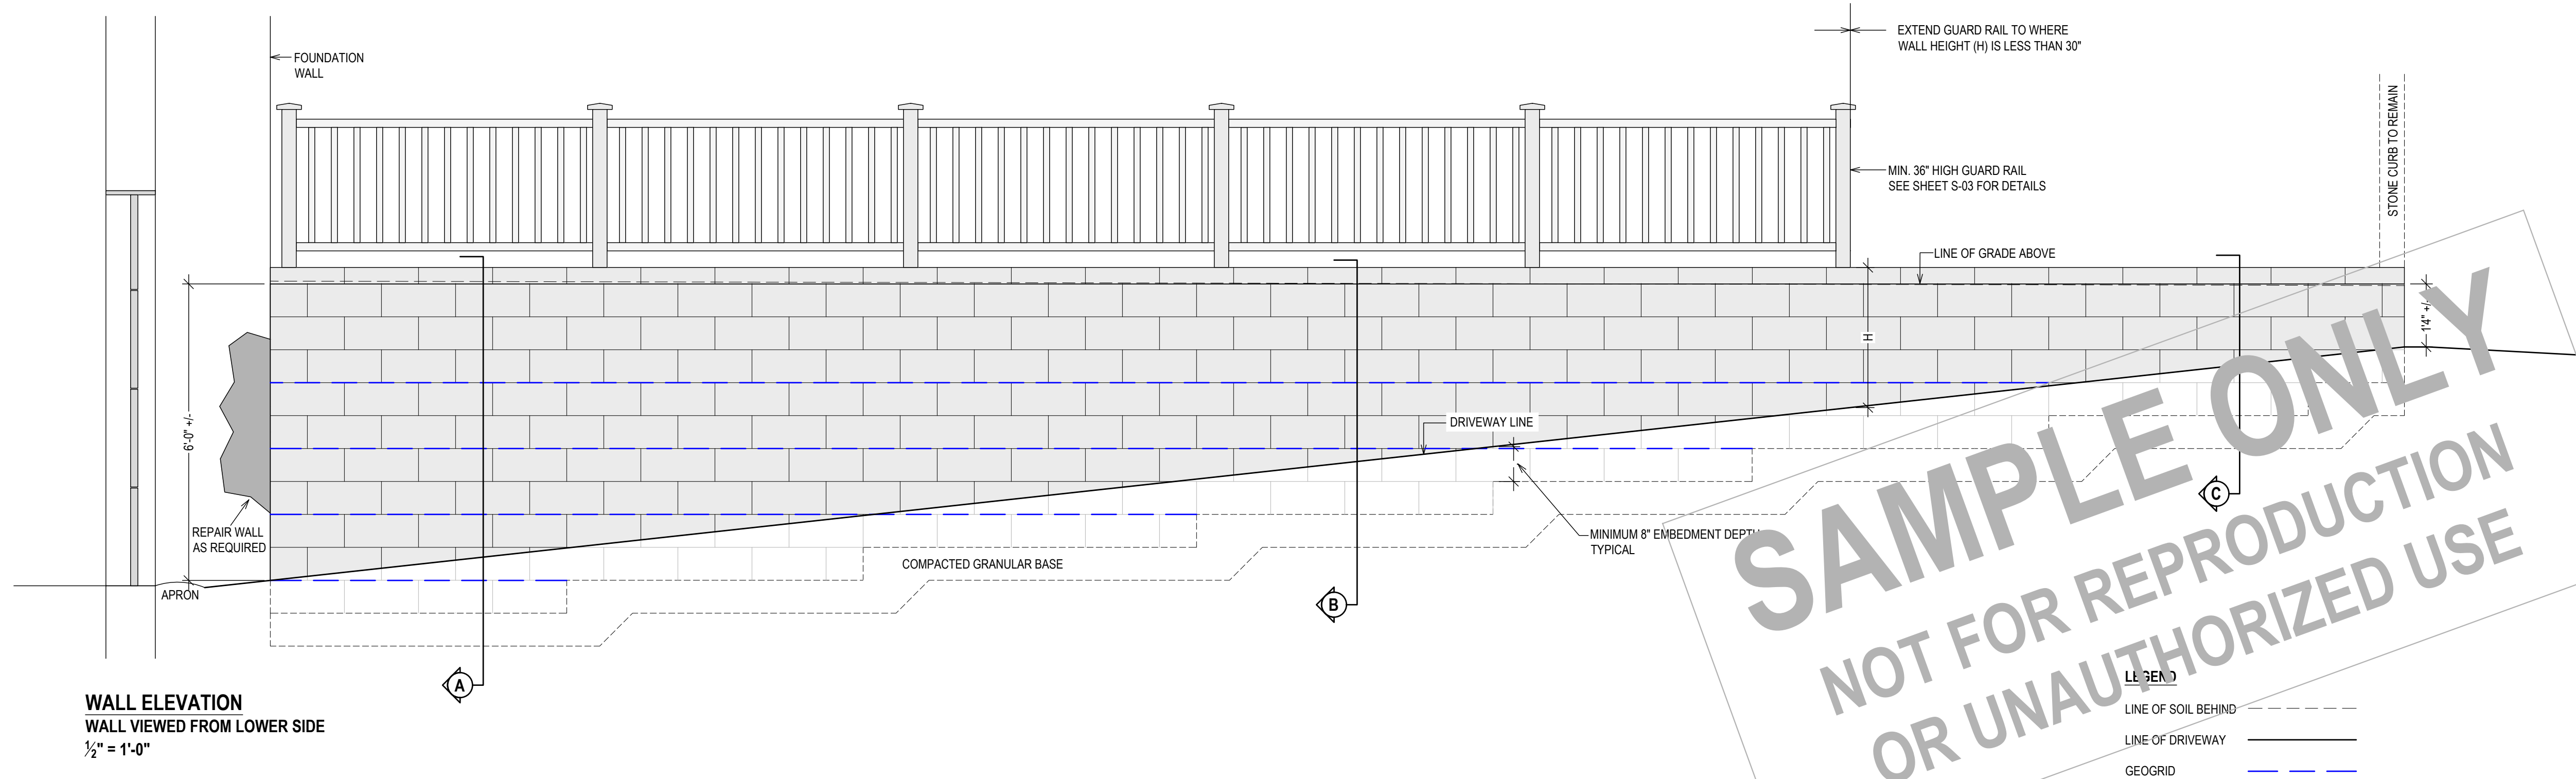 EXTEND GUARD RAIL TO WHERE
WALL HEIGHT (H) IS LESS THAN 30"
FOUNDATION
WALL
STONE CURB TO REMAIN
MIN. 36" HIGH GUARD RAIL
SEE SHEET S-03 FOR DETAILS
LINE OF GRADE ABOVE
1'4" +/-
H
6'-0" +/-
DRIVEWAY LINE
REPAIR WALL
AS REQUIRED
MINIMUM 8" EMBEDMENT DEPTH
TYPICAL
COMPACTED GRANULAR BASE
APRON
A
B
C
SAMPLE ONLY
NOT FOR REPRODUCTION
OR UNAUTHORIZED USE
WALL ELEVATION
WALL VIEWED FROM LOWER SIDE
½" = 1'-0"
LEGEND
LINE OF SOIL BEHIND
LINE OF DRIVEWAY
GEOGRID